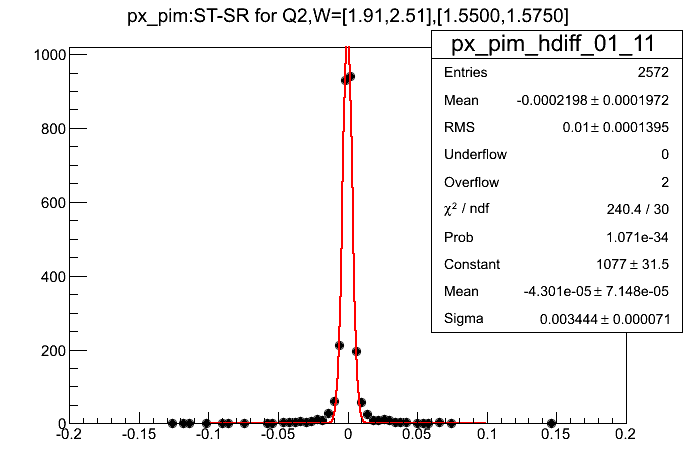 px_pim:ST-SR for Q2,W=[1.91,2.51],[1.5500,1.5750]
px_pim_hdiff_01_11
Entries 2572
Mean -0.0002198 ± 0.0001972
RMS 0.01 ± 0.0001395
Underflow 0
Overflow 2
χ² / ndf 240.4 / 30
Prob 1.071e-34
Constant 1077 ± 31.5
Mean -4.301e-05 ± 7.148e-05
Sigma 0.003444 ± 0.000071
1000
800
600
400
200
0
-0.2 -0.15 -0.1 -0.05 0 0.05 0.1 0.15 0.2